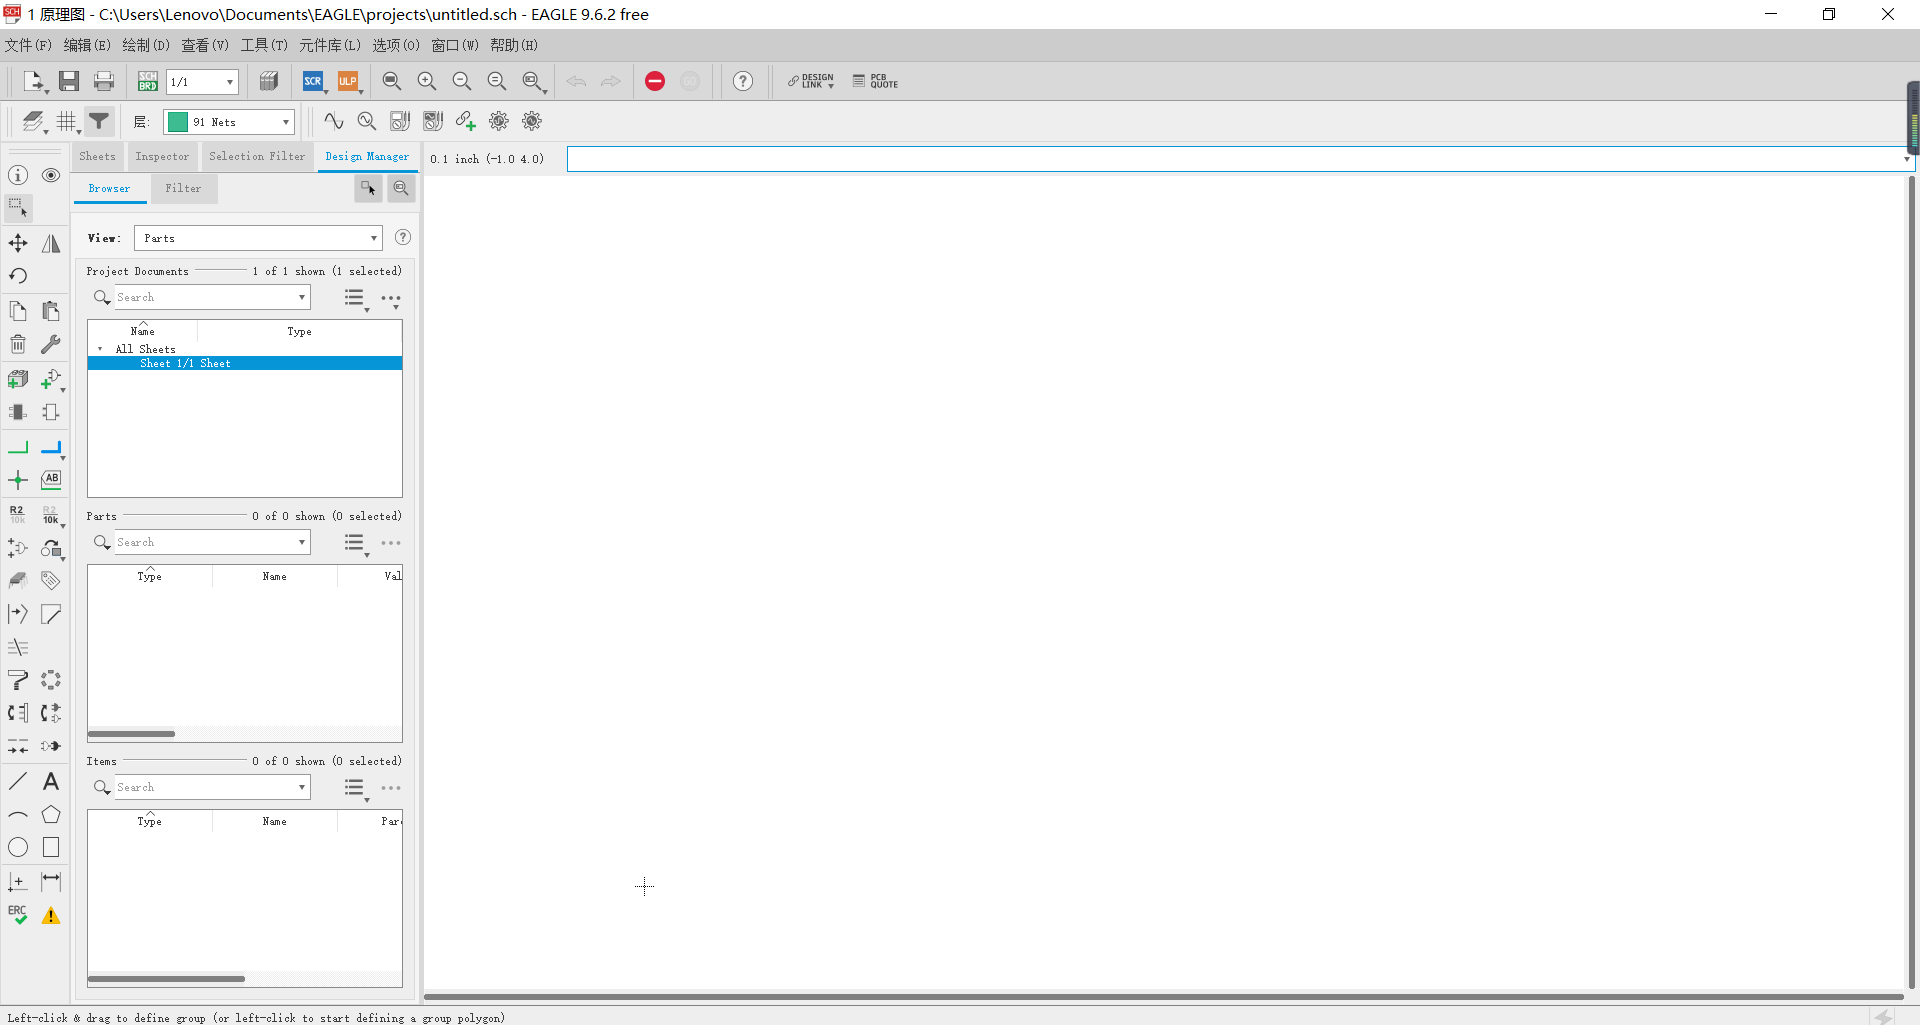 1 原理图 - C:\Users\Lenovo\Documents\EAGLE\projects\untitled.sch - EAGLE 9.6.2 free
文件(F) 编辑(E) 绘制(D) 查看(V) 工具(T) 元件库(L) 选项(O) 窗口(W) 帮助(H)
SCH BRD 1/1 SCR ULP GO DESIGN LINK PCB QUOTE
层: 91 Nets
Sheets Inspector Selection Filter Design Manager 0.1 inch (-1.0 4.0)
Browser Filter
View: Parts
Project Documents 1 of 1 shown (1 selected)
Search
Name Type
All Sheets
Sheet 1/1 Sheet
Parts 0 of 0 shown (0 selected)
Search
Type Name Val
Items 0 of 0 shown (0 selected)
Search
Type Name Par
AB
R2 10k R2 10k
A
ERC
Left-click & drag to define group (or left-click to start defining a group polygon)